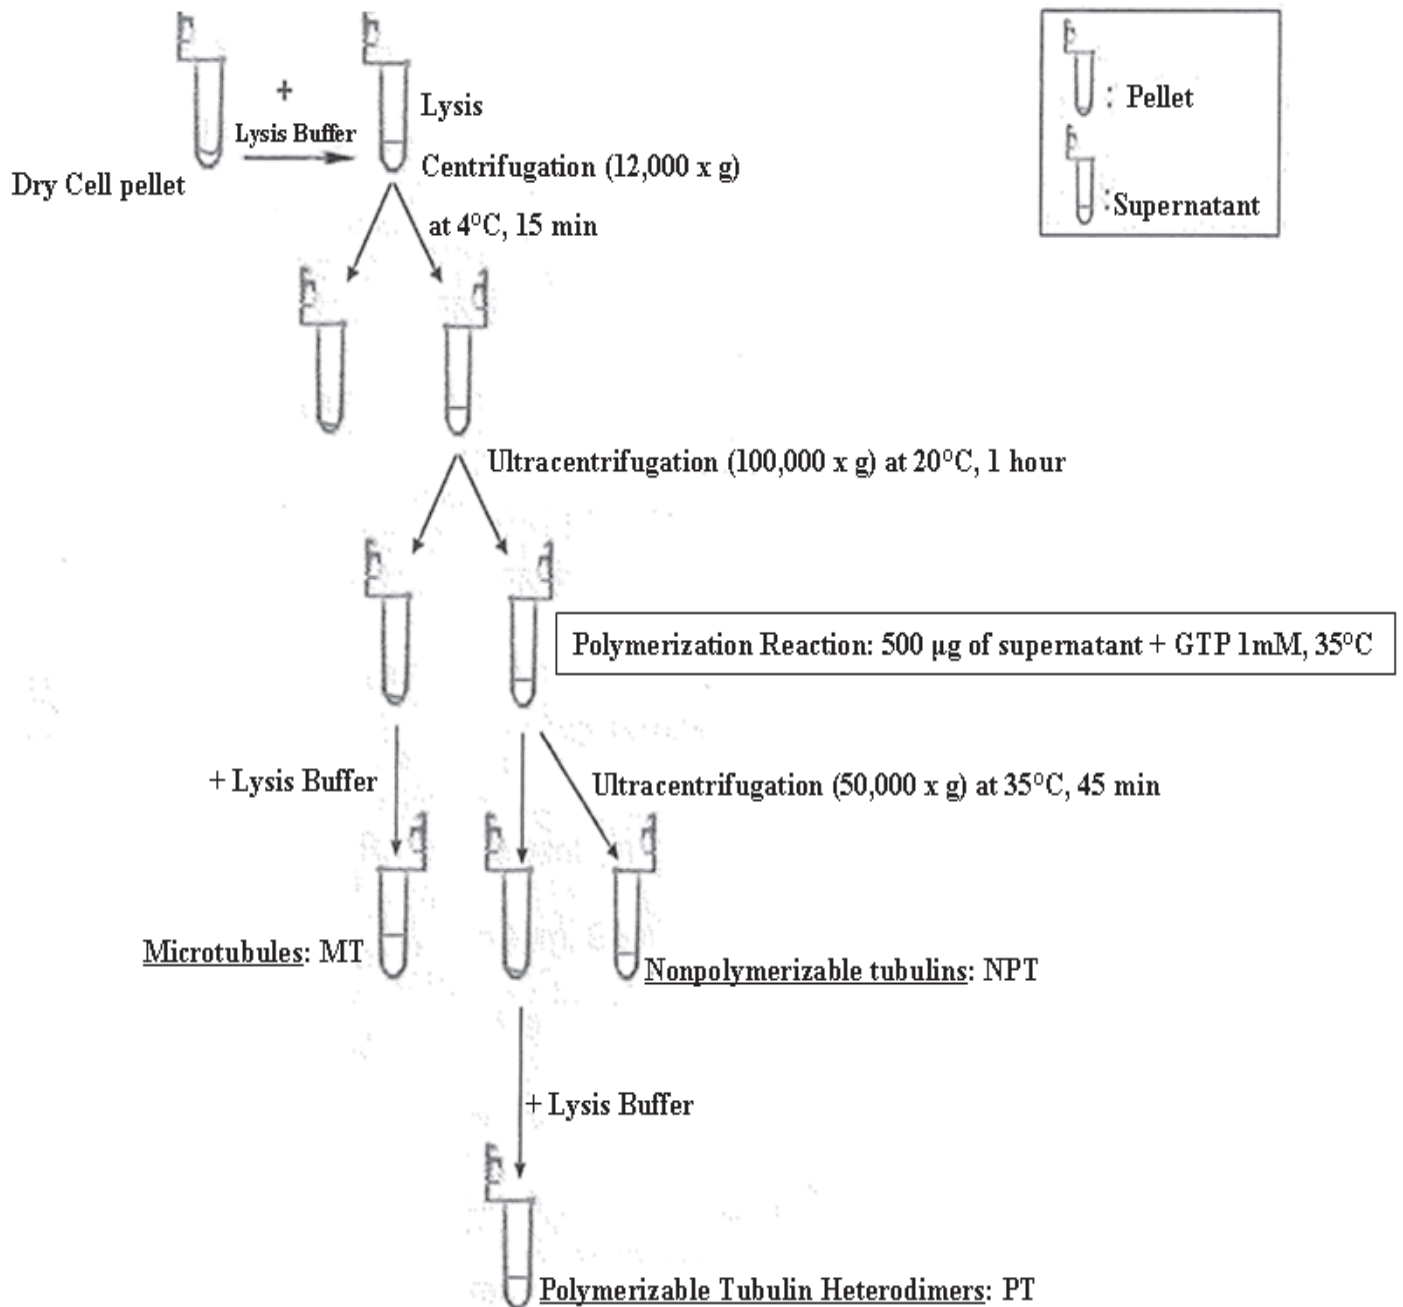 +
Lysis Buffer
Lysis
Dry Cell pellet
Centrifugation (12,000 x g)
at 4°C, 15 min
: Pellet
:Supernatant
Ultracentrifugation (100,000 x g) at 20°C, 1 hour
Polymerization Reaction: 500 µg of supernatant + GTP 1mM, 35°C
+ Lysis Buffer
Ultracentrifugation (50,000 x g) at 35°C, 45 min
Microtubules: MT
Nonpolymerizable tubulins: NPT
+ Lysis Buffer
Polymerizable Tubulin Heterodimers: PT